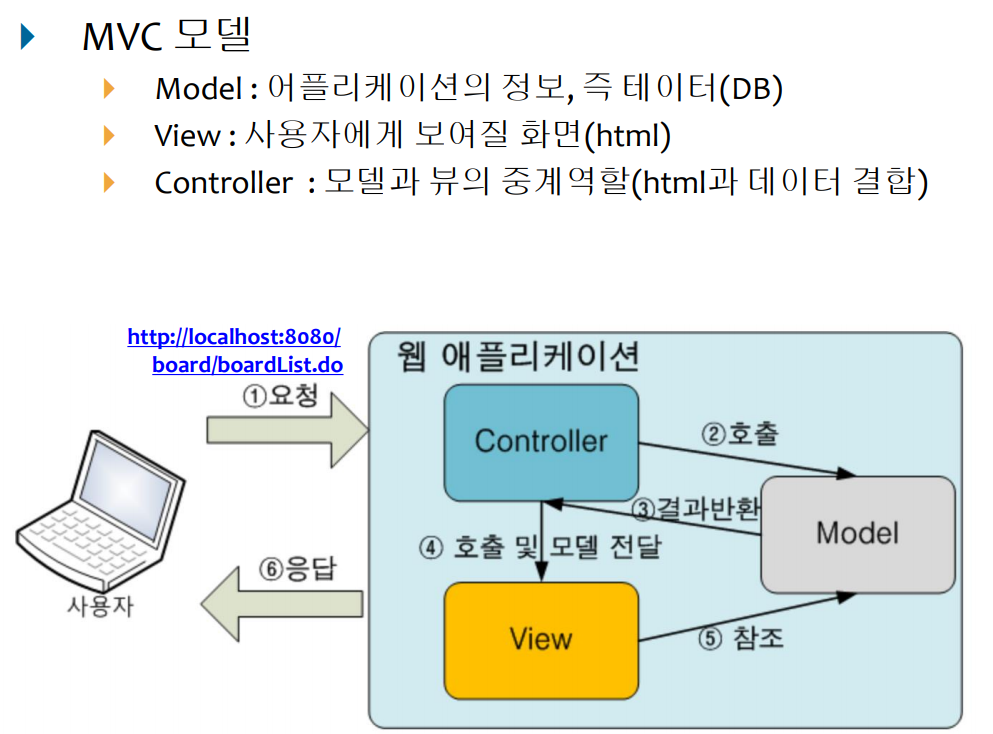 MVC 모델
Model : 어플리케이션의 정보, 즉 테이터(DB)
View : 사용자에게 보여질 화면(html)
Controller : 모델과 뷰의 중계역할(html과 데이터 결합)
http://localhost:8080/
board/boardList.do
웹 애플리케이션
①요청
Controller
②호출
③결과반환
Model
④ 호출 및 모델 전달
⑥응답
사용자
View
⑤ 참조